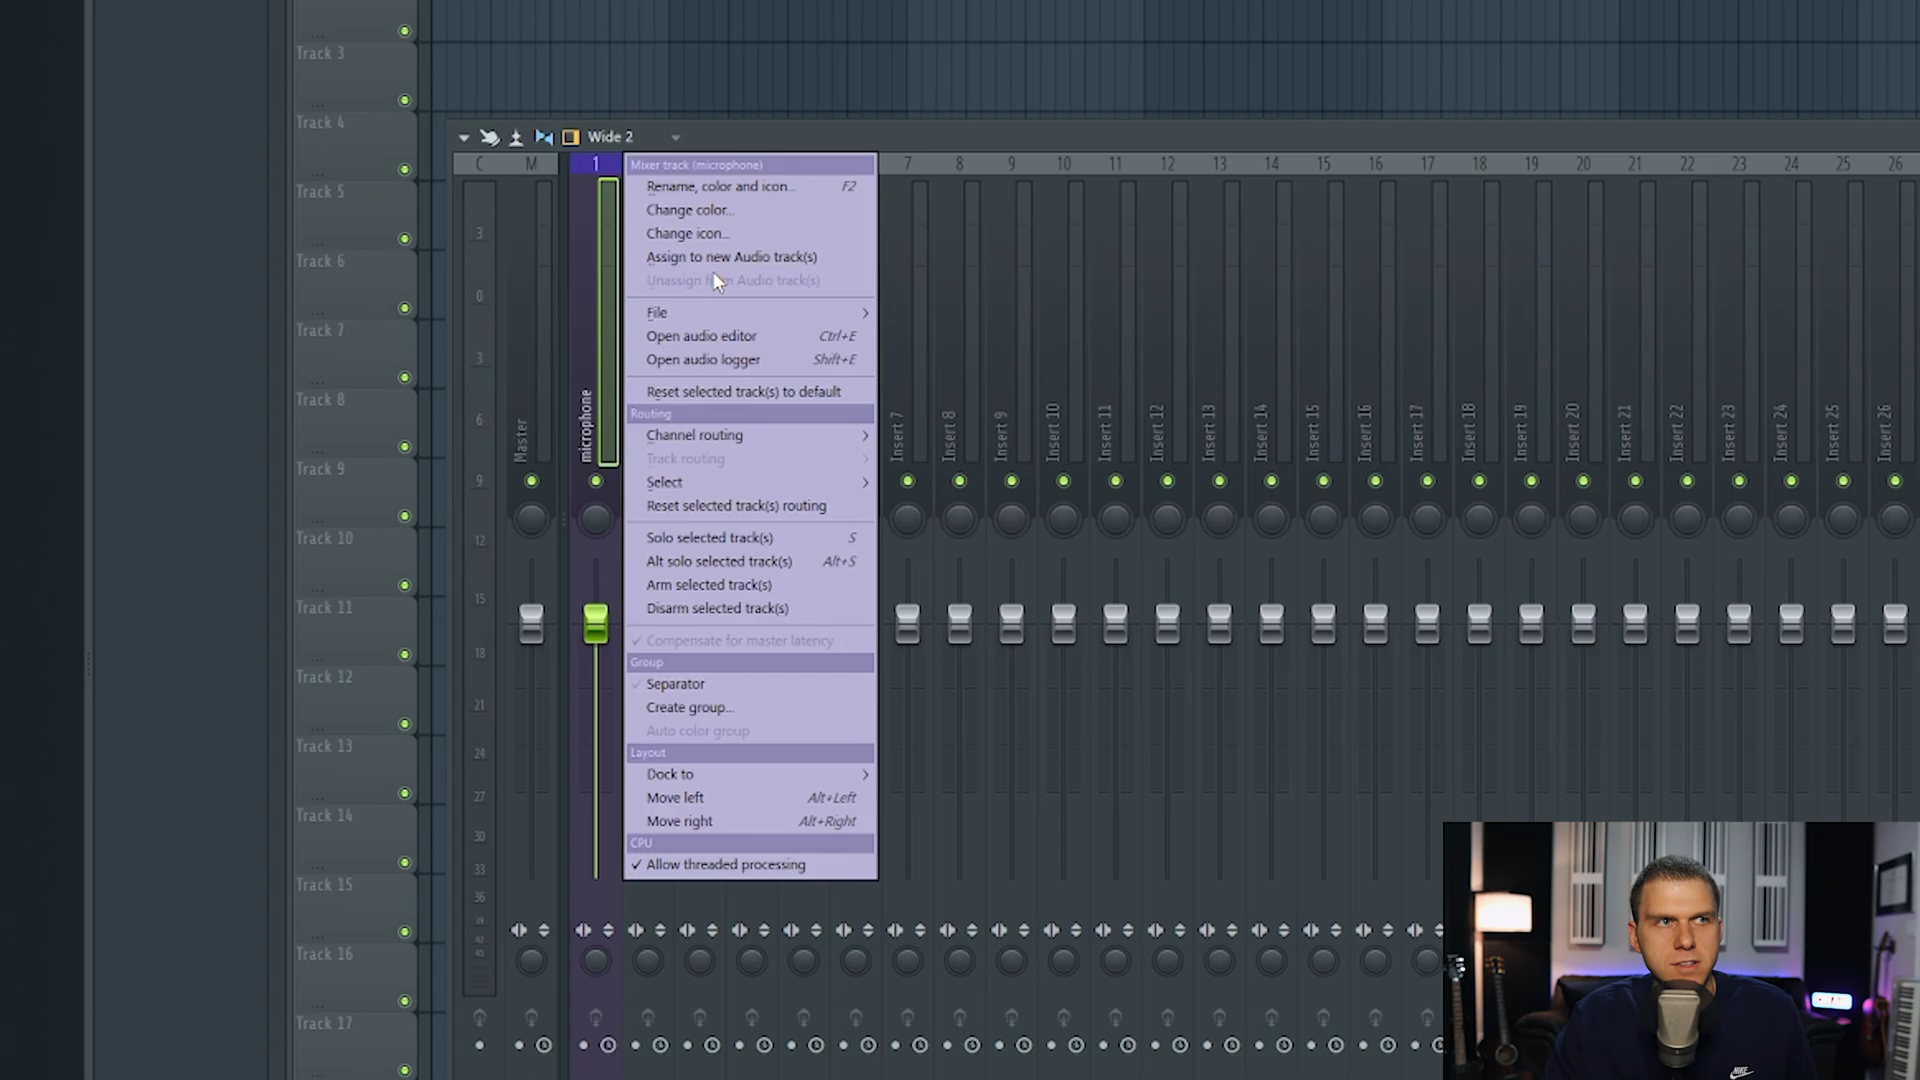 Track 3
Track 4
Track 5
Track 6
Track 7
Track 8
Track 9
Track 10
Track 11
Track 12
Track 13
Track 14
Track 15
Track 16
Track 17
Wide 2
C M 1 7 8 9 10 11 12 13 14 15 16 17 18 19 20 21 22 23 24 25 26
3
0
3
6
9
12
15
18
21
24
27
30
33
36
39
42
45
Master
microphone
Mixer track (microphone)
Rename, color and icon... F2
Change color...
Change icon...
Assign to new Audio track(s)
Unassign from Audio track(s)
File
Open audio editor Ctrl+E
Open audio logger Shift+E
Reset selected track(s) to default
Routing
Channel routing
Track routing
Select
Reset selected track(s) routing
Solo selected track(s) S
Alt solo selected track(s) Alt+S
Arm selected track(s)
Disarm selected track(s)
Compensate for master latency
Group
Separator
Create group...
Auto color group
Layout
Dock to
Move left Alt+Left
Move right Alt+Right
CPU
Allow threaded processing
Insert 7
Insert 8
Insert 9
Insert 10
Insert 11
Insert 12
Insert 13
Insert 14
Insert 15
Insert 16
Insert 17
Insert 18
Insert 19
Insert 20
Insert 21
Insert 22
Insert 23
Insert 24
Insert 25
Insert 26
NIKE